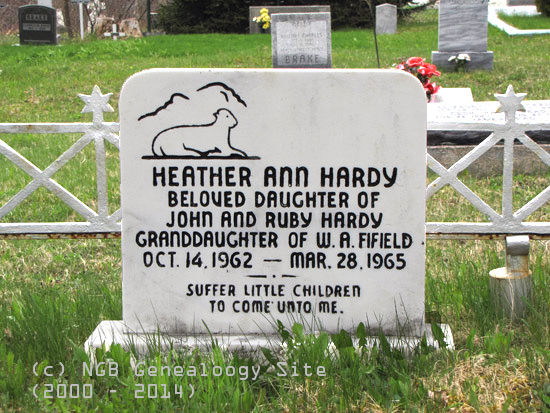 BRAKE
HEATHER ANN HARDY
BELOVED DAUGHTER OF
JOHN AND RUBY HARDY
GRANDDAUGHTER OF W. A. FIFIELD
OCT. 14, 1962 — MAR. 28, 1965
SUFFER LITTLE CHILDREN
TO COME UNTO ME.
(c) NGB Genealoogy Site
(2000 - 2014)